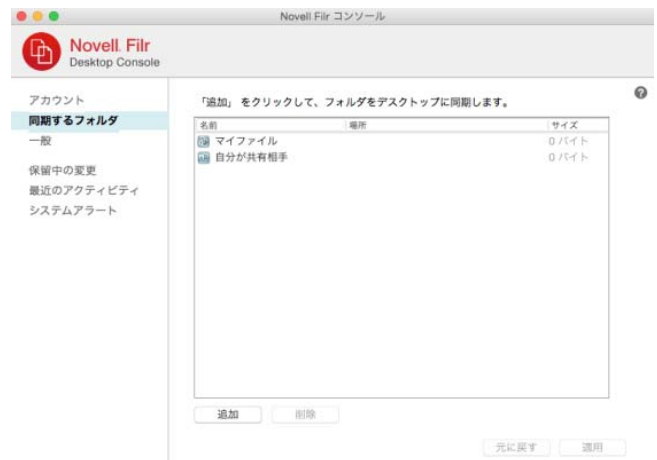 Novell Filr コンソール
Novell. Filr
Desktop Console
アカウント
同期するフォルダ
一般
保留中の変更
最近のアクティビティ
システムアラート
「追加」 をクリックして、フォルダをデスクトップに同期します。
?
名前 場所 サイズ
マイファイル 0 バイト
自分が共有相手 0 バイト
追加 削除
元に戻す 適用